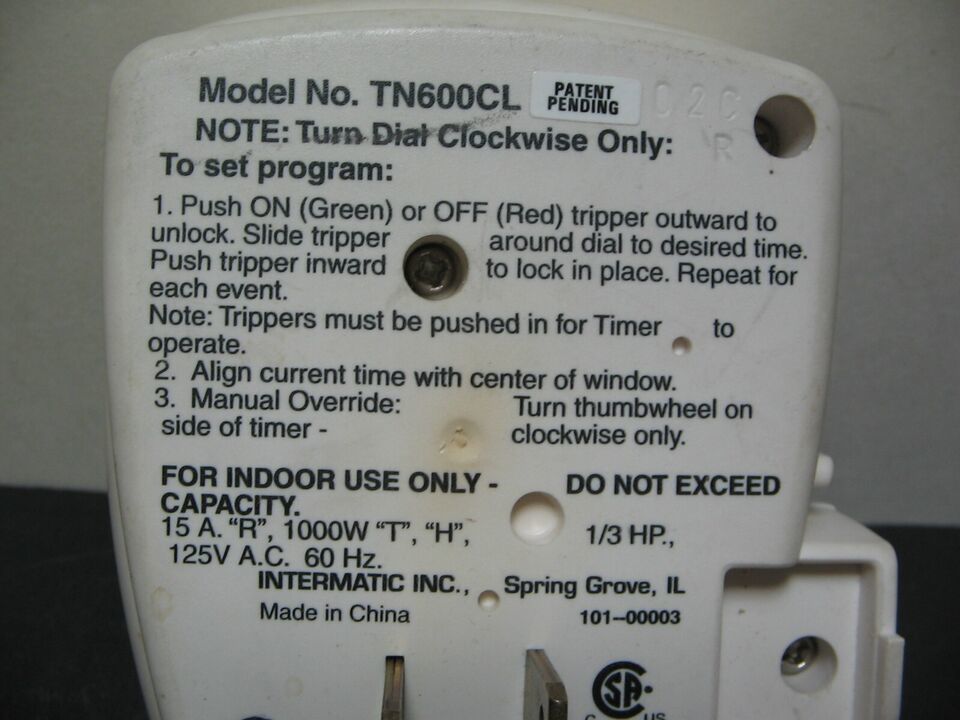 Model No. TN600CL PATENT PENDING 02C
R
NOTE: Turn Dial Clockwise Only:
To set program:
1. Push ON (Green) or OFF (Red) tripper outward to
unlock. Slide tripper around dial to desired time.
Push tripper inward to lock in place. Repeat for
each event.
Note: Trippers must be pushed in for Timer to
operate.
2. Align current time with center of window.
3. Manual Override: Turn thumbwheel on
side of timer - clockwise only.
FOR INDOOR USE ONLY - DO NOT EXCEED
CAPACITY.
15 A. “R”, 1000W “T”, “H”, 1/3 HP.,
125V A.C. 60 Hz.
INTERMATIC INC., Spring Grove, IL
Made in China 101--00003
CSA
C US